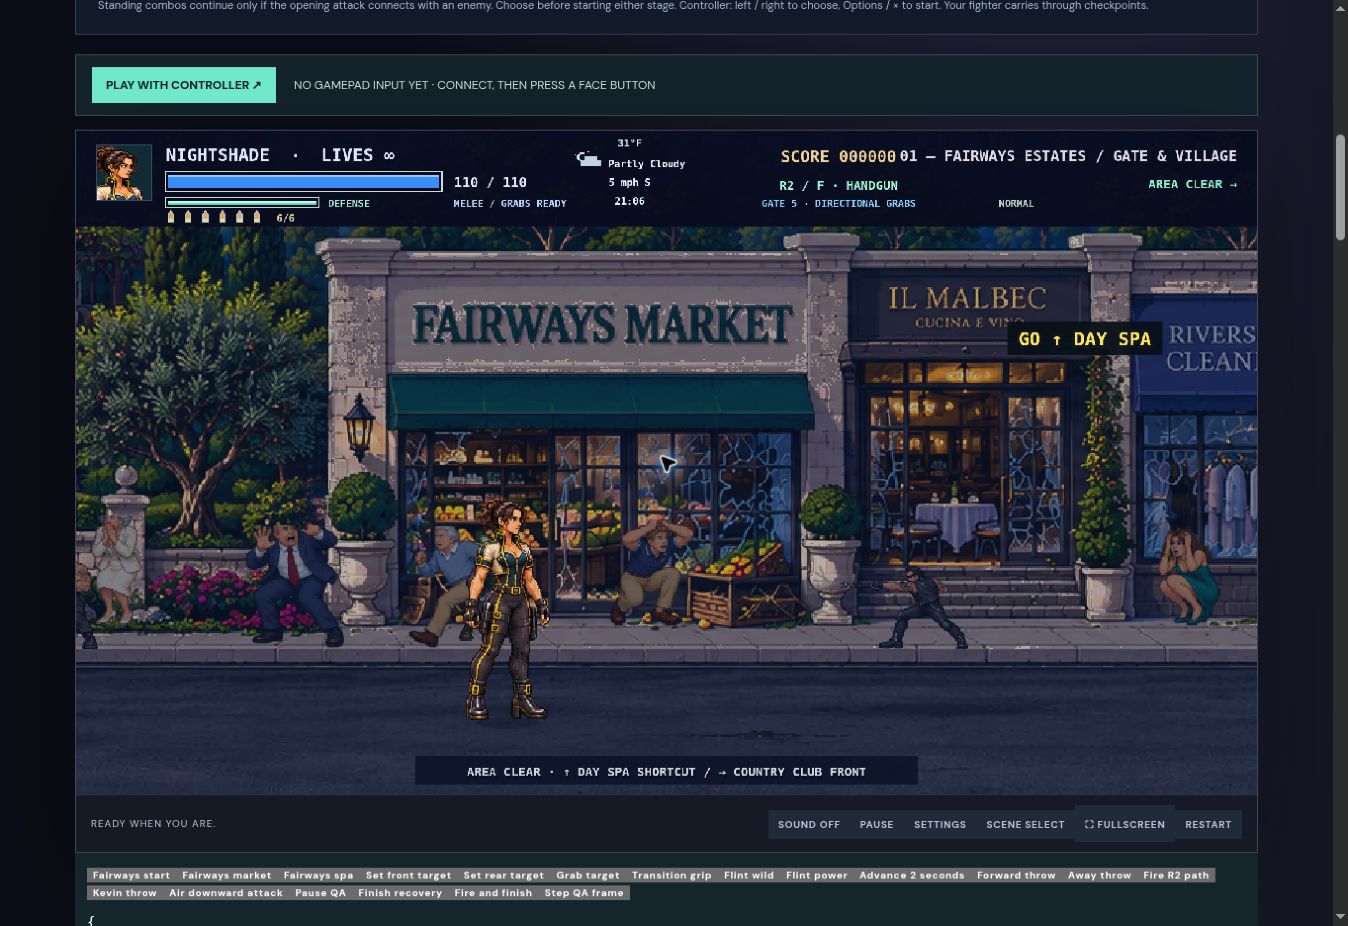 Standing combos continue only if the opening attack connects with an enemy. Choose before starting either stage. Controller: left / right to choose, Options / × to start. Your fighter carries through checkpoints.
PLAY WITH CONTROLLER ↗ NO GAMEPAD INPUT YET · CONNECT, THEN PRESS A FACE BUTTON
NIGHTSHADE · LIVES ∞
110 / 110
DEFENSE
MELEE / GRABS READY
6/6
31°F
Partly Cloudy
5 mph S
21:06
SCORE 000000
01 — FAIRWAYS ESTATES / GATE & VILLAGE
R2 / F · HANDGUN
AREA CLEAR →
GATE 5 · DIRECTIONAL GRABS
NORMAL
FAIRWAYS MARKET
IL MALBEC
CUCINA E VINO
GO ↑ DAY SPA
RIVERS
CLEAN
AREA CLEAR · ↑ DAY SPA SHORTCUT / → COUNTRY CLUB FRONT
READY WHEN YOU ARE.
SOUND OFF PAUSE SETTINGS SCENE SELECT ⛶ FULLSCREEN RESTART
Fairways start Fairways market Fairways spa Set front target Set rear target Grab target Transition grip Flint wild Flint power Advance 2 seconds Forward throw Away throw Fire R2 path
Kevin throw Air downward attack Pause QA Finish recovery Fire and finish Step QA frame
{